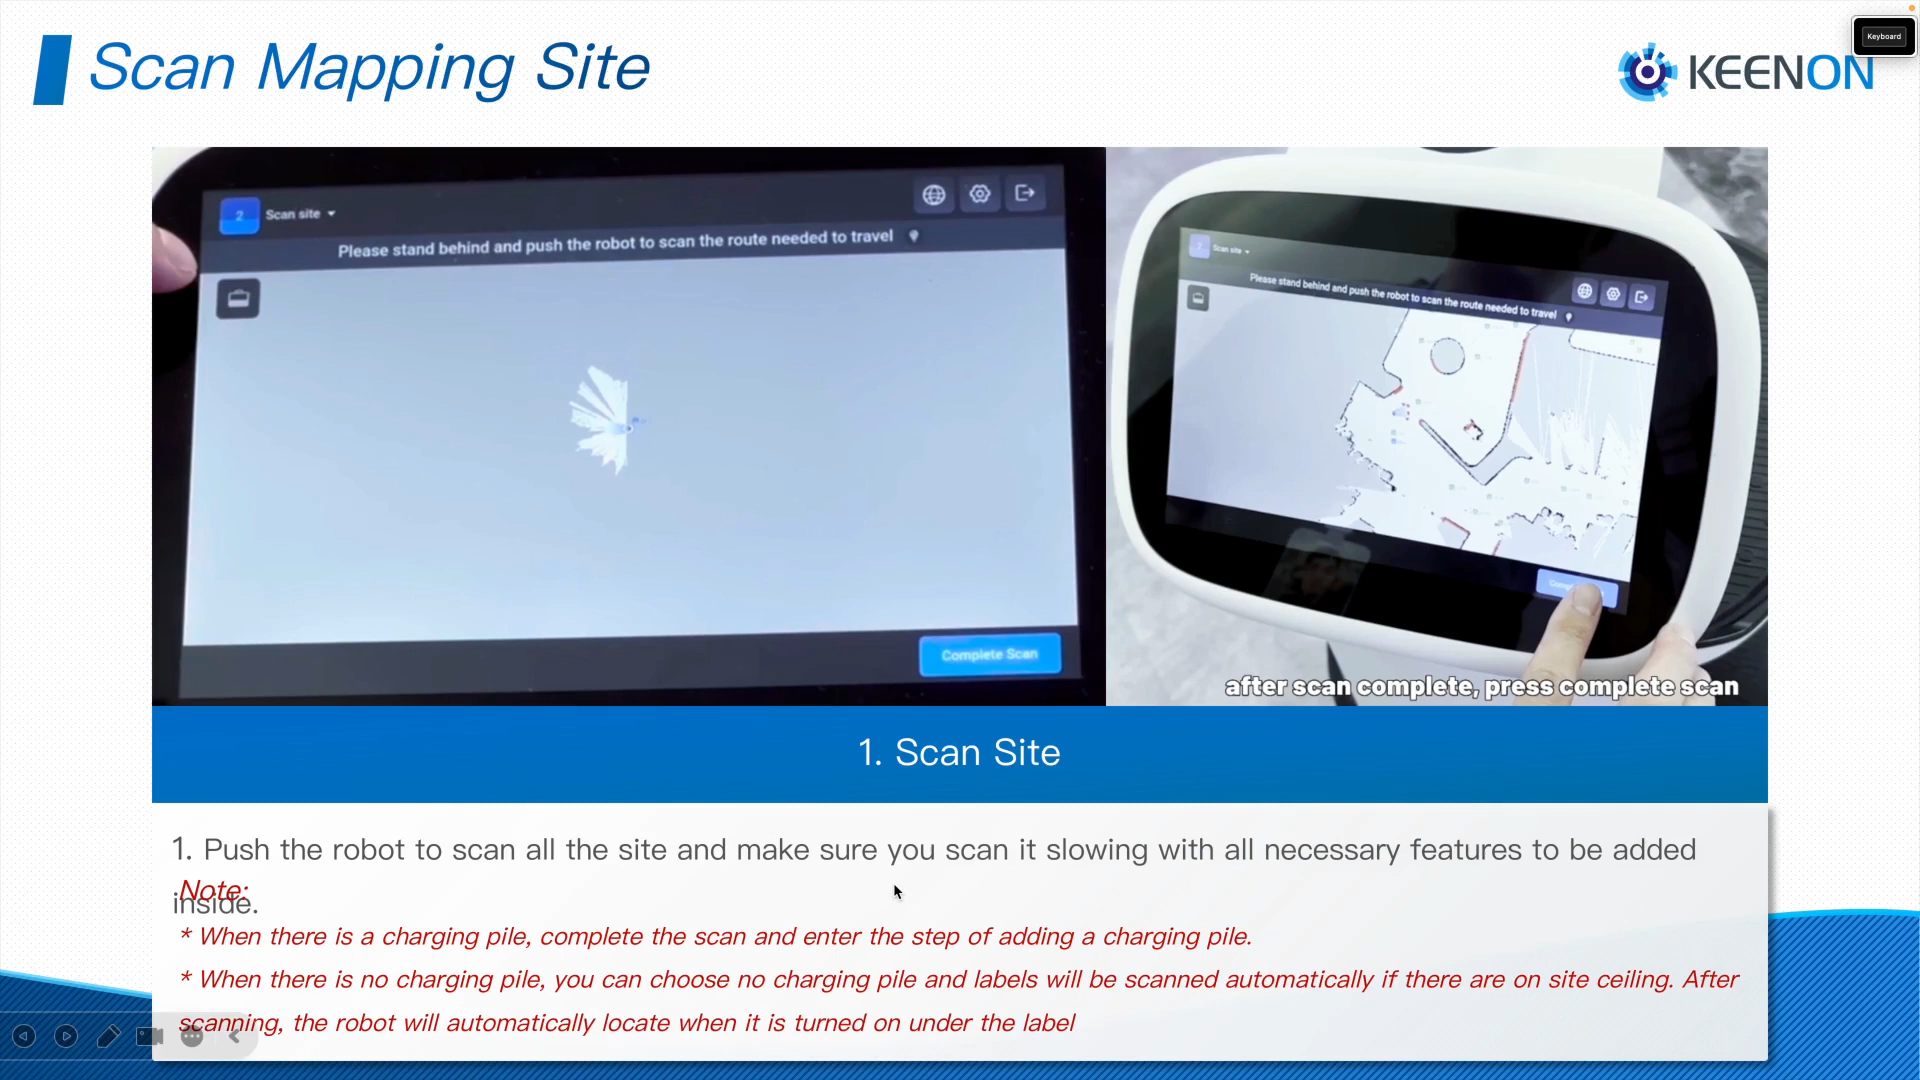 Scan Mapping Site
Keyboard
KEENON
2
Scan site
Please stand behind and push the robot to scan the route needed to travel
Complete Scan
Scan site
Please stand behind and push the robot to scan the route needed to travel
after scan complete, press complete scan
1. Scan Site
1. Push the robot to scan all the site and make sure you scan it slowing with all necessary features to be added
inside.
Note:
* When there is a charging pile, complete the scan and enter the step of adding a charging pile.
* When there is no charging pile, you can choose no charging pile and labels will be scanned automatically if there are on site ceiling. After
scanning, the robot will automatically locate when it is turned on under the label